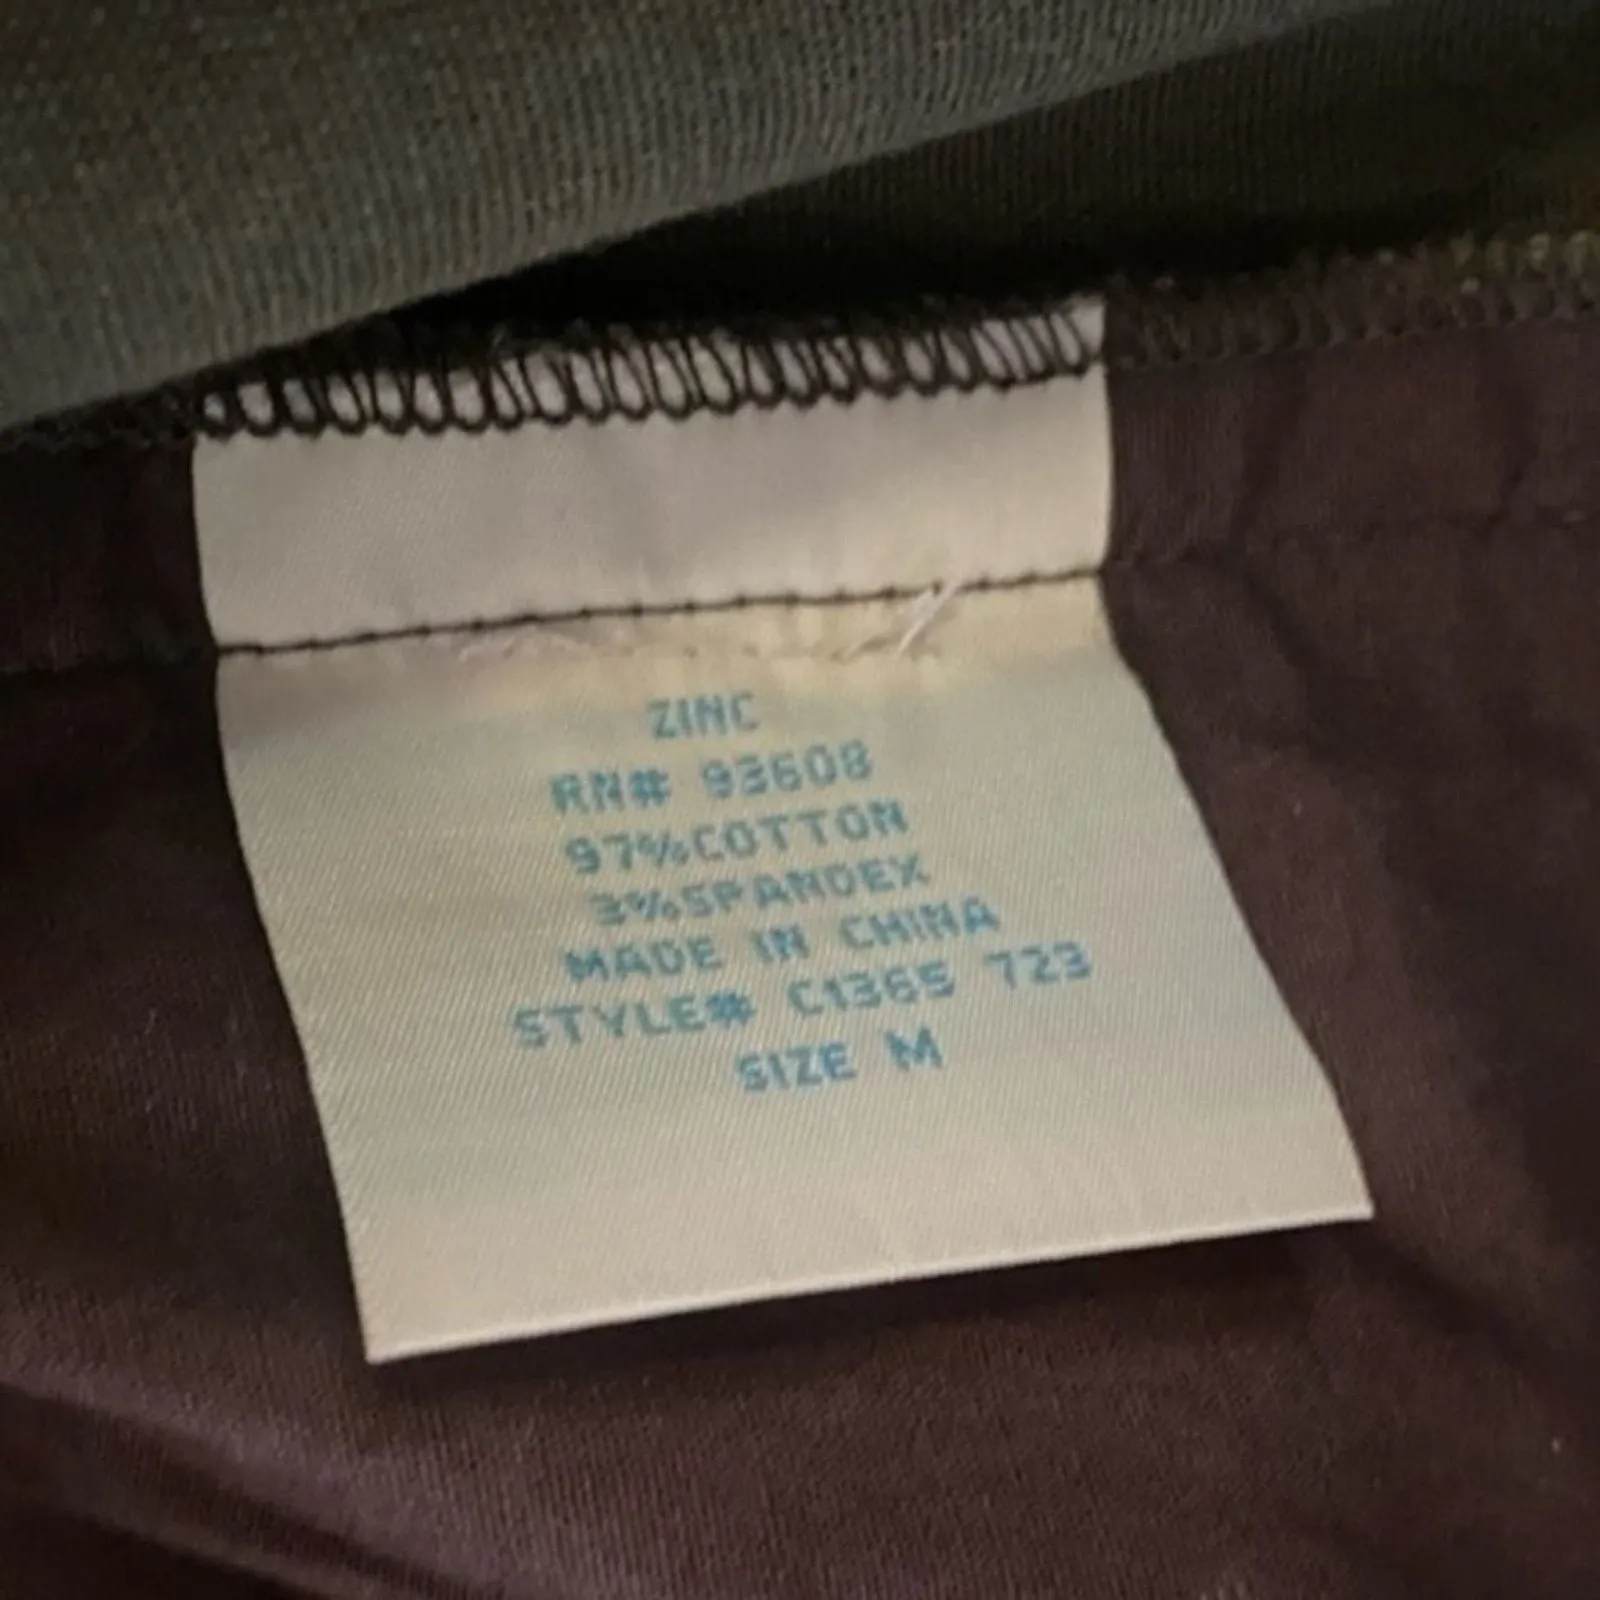 ZINC
RN# 93608
97%COTTON
3%SPANDEX
MADE IN CHINA
STYLE# C1365 723
SIZE M